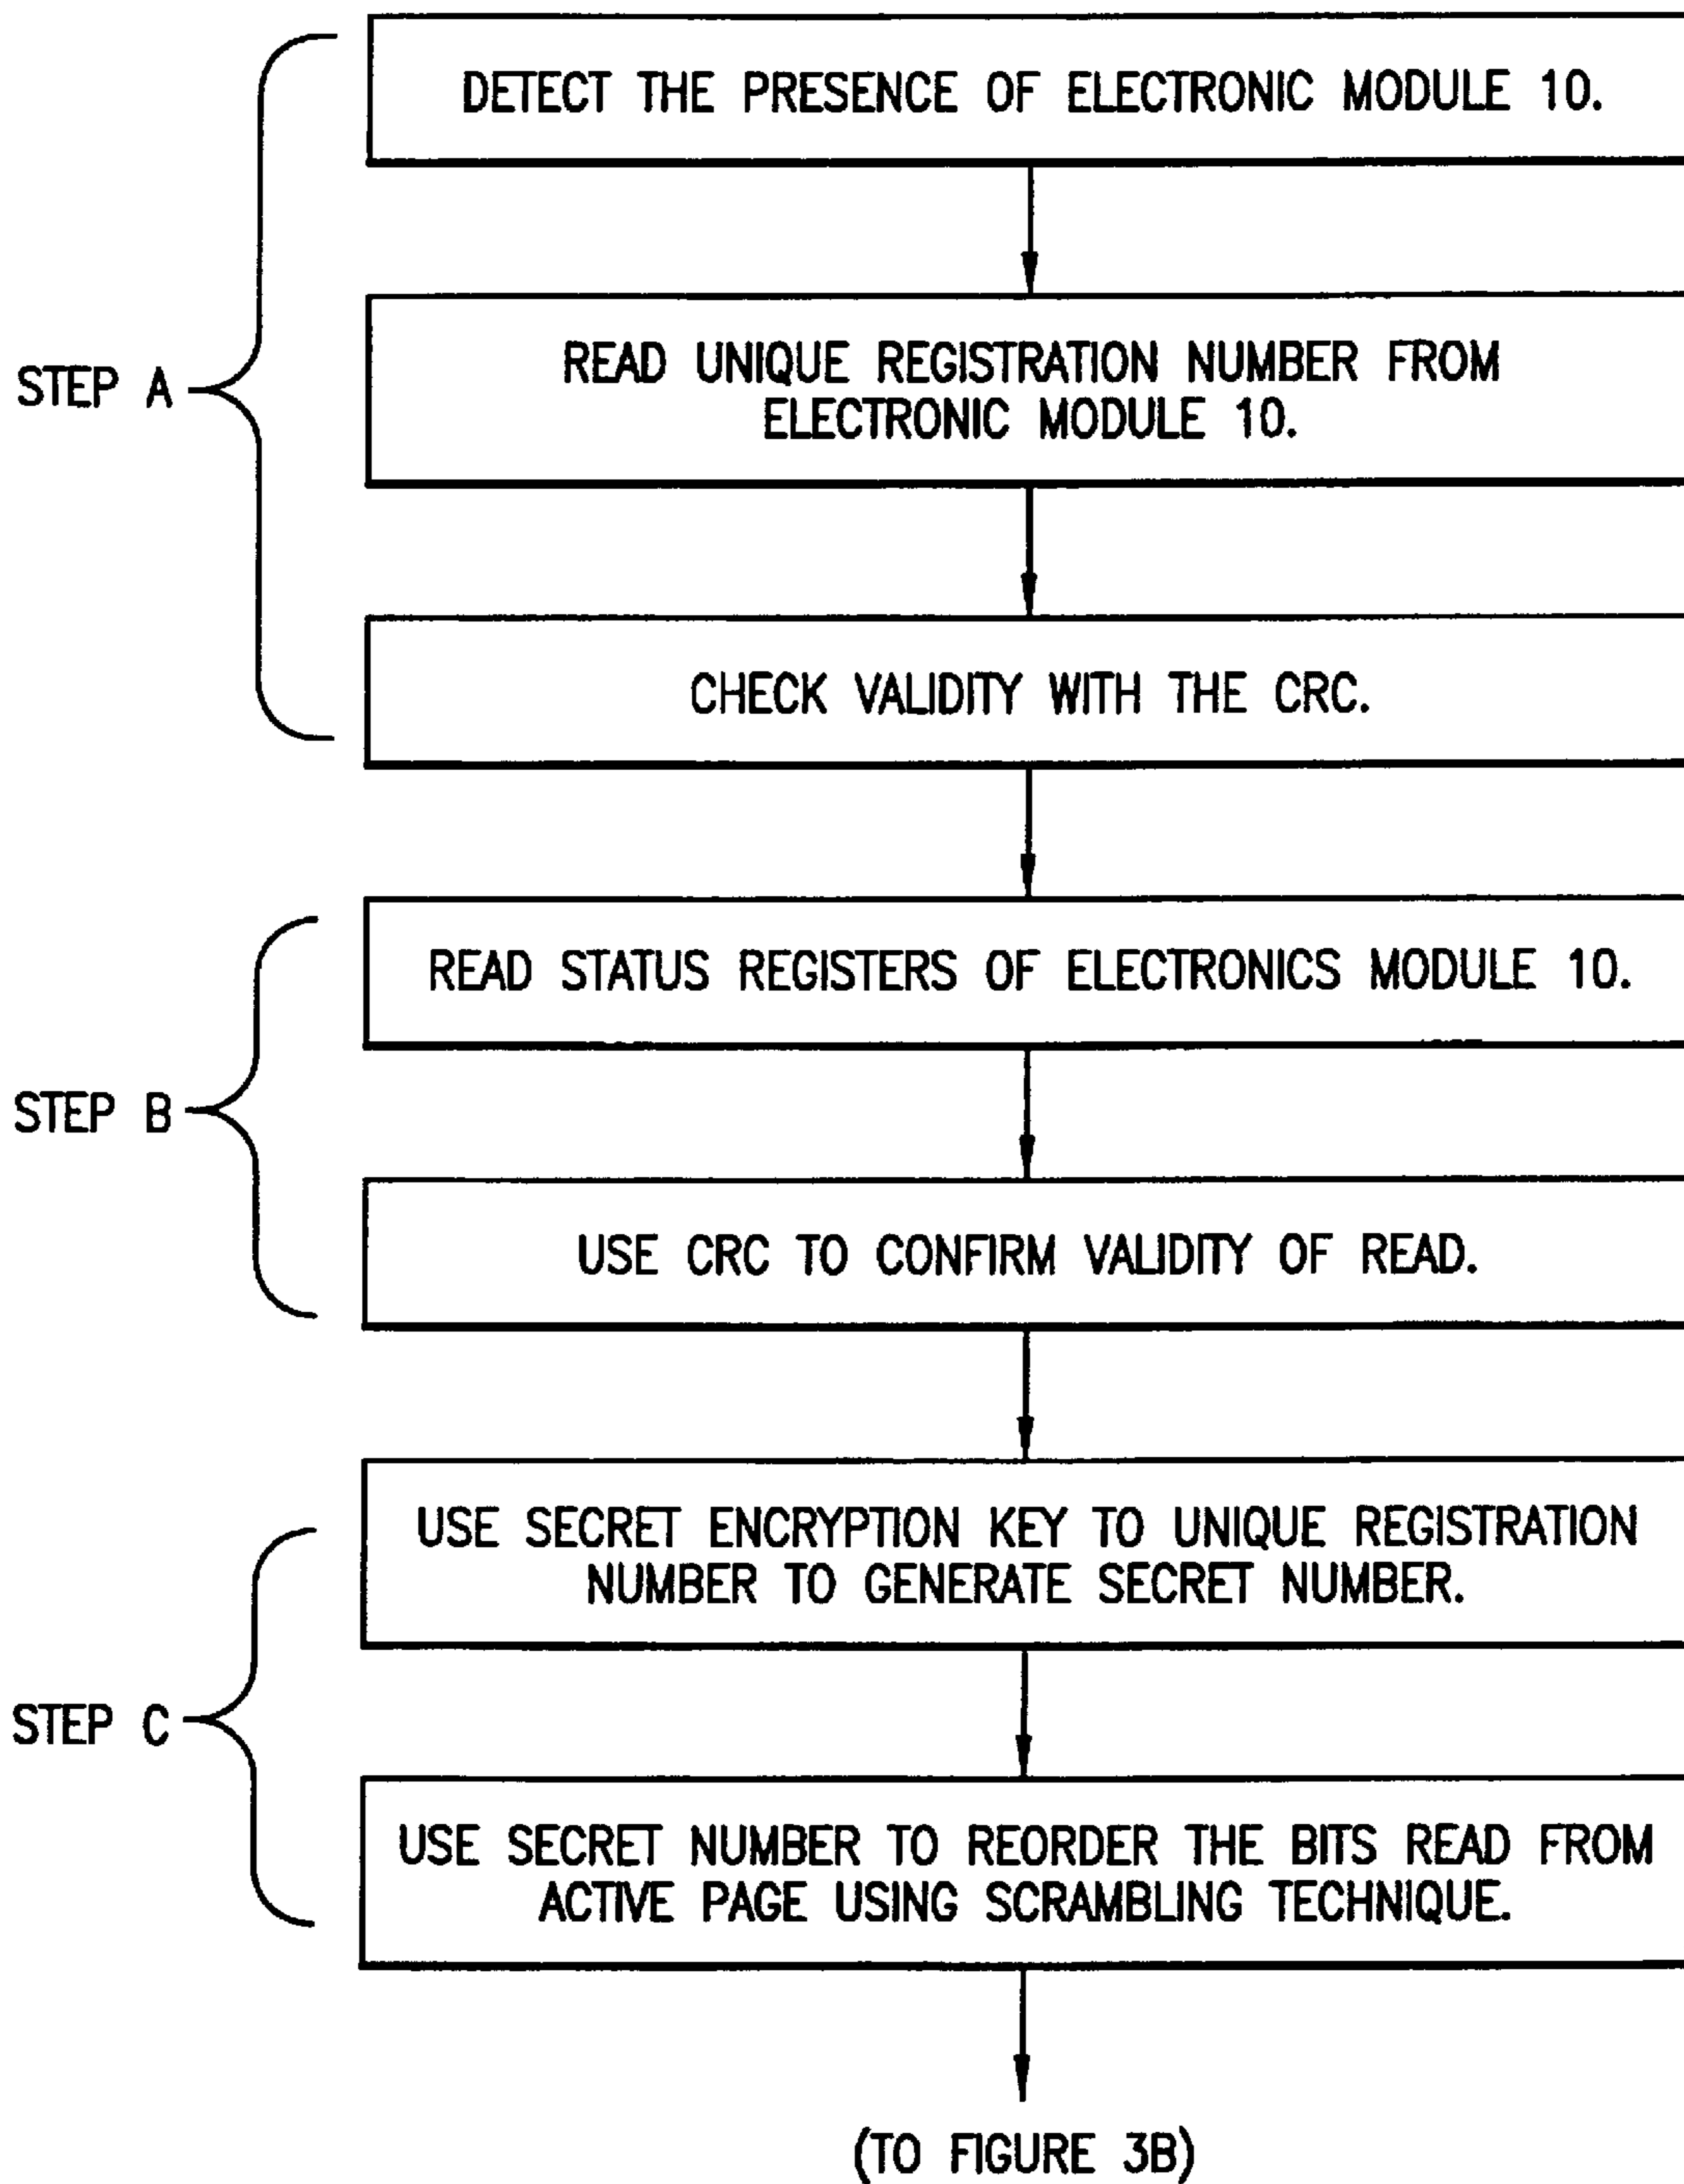 DETECT THE PRESENCE OF ELECTRONIC MODULE 10.
READ UNIQUE REGISTRATION NUMBER FROM
ELECTRONIC MODULE 10.
STEP A
CHECK VALIDITY WITH THE CRC.
READ STATUS REGISTERS OF ELECTRONICS MODULE 10.
STEP B
USE CRC TO CONFIRM VALIDITY OF READ.
USE SECRET ENCRYPTION KEY TO UNIQUE REGISTRATION
NUMBER TO GENERATE SECRET NUMBER.
STEP C
USE SECRET NUMBER TO REORDER THE BITS READ FROM
ACTIVE PAGE USING SCRAMBLING TECHNIQUE.
(TO FIGURE 3B)